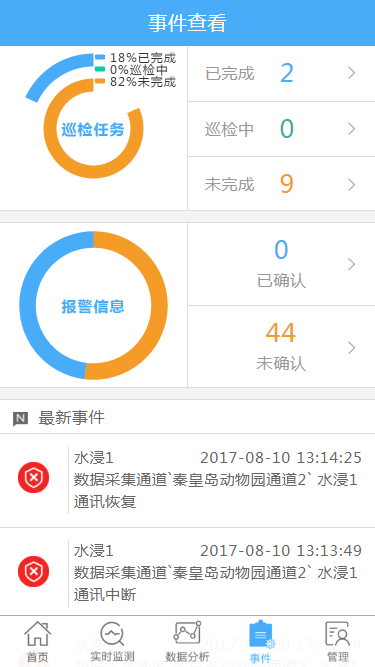 事件查看
18%已完成
0%巡检中
82%未完成
巡检任务
已完成 2
巡检中 0
未完成 9
报警信息
0
已确认
44
未确认
N 最新事件
水浸1 2017-08-10 13:14:25
数据采集通道`秦皇岛动物园通道2` 水浸1
通讯恢复
水浸1 2017-08-10 13:13:49
数据采集通道`秦皇岛动物园通道2` 水浸1
通讯中断
首页 实时监测 数据分析 事件 管理